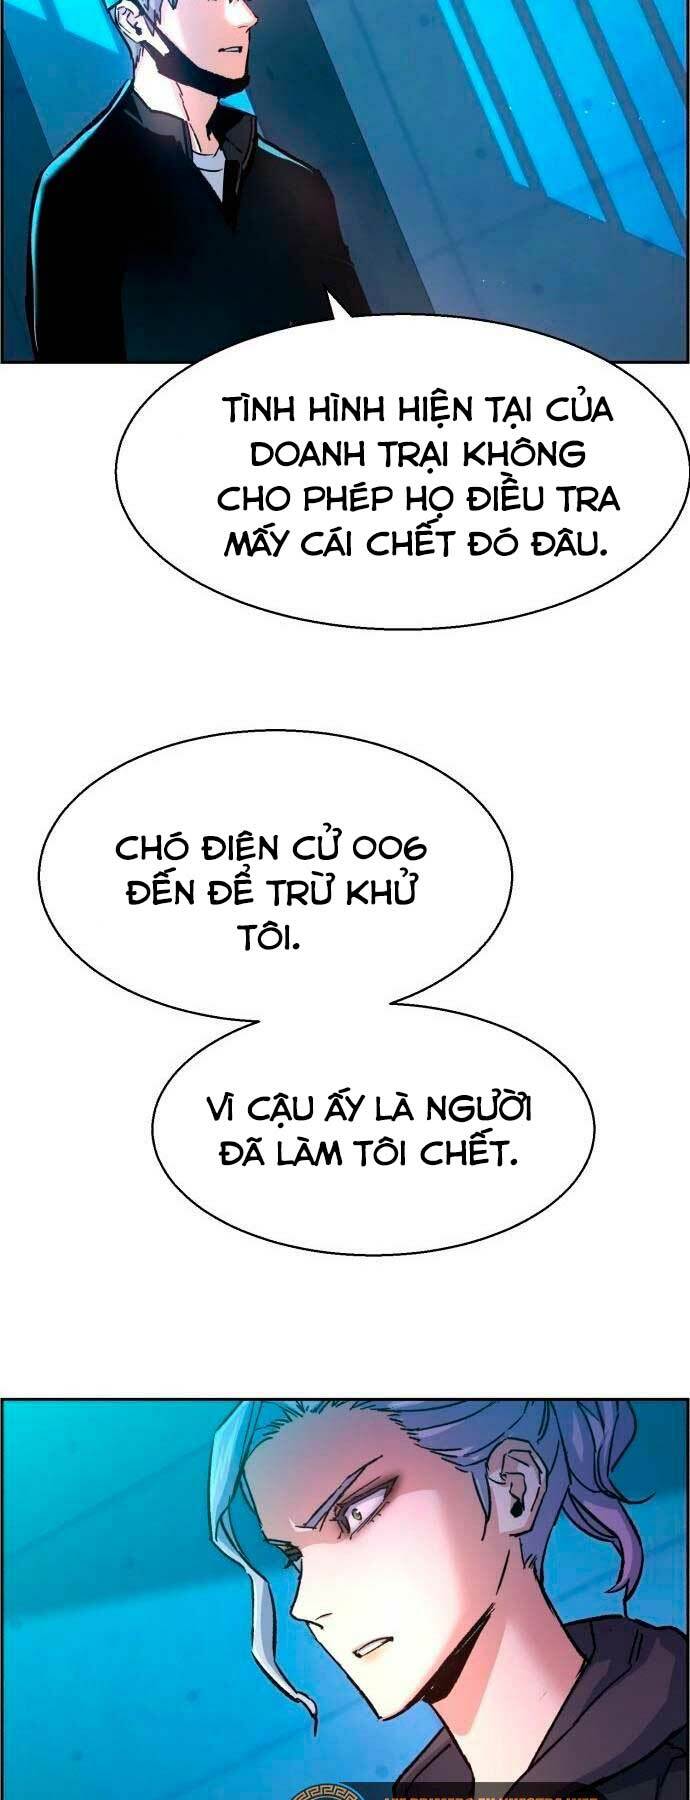 TÌNH HÌNH HIỆN TẠI CỦA
DOANH TRẠI KHÔNG
CHO PHÉP HỌ ĐIỀU TRA
MẤY CÁI CHẾT ĐÓ ĐÂU.
CHÓ ĐIÊN CỬ 006
ĐẾN ĐỂ TRỪ KHỬ
TÔI.
VÌ CẬU ẤY LÀ NGƯỜI
ĐÃ LÀM TÔI CHẾT.